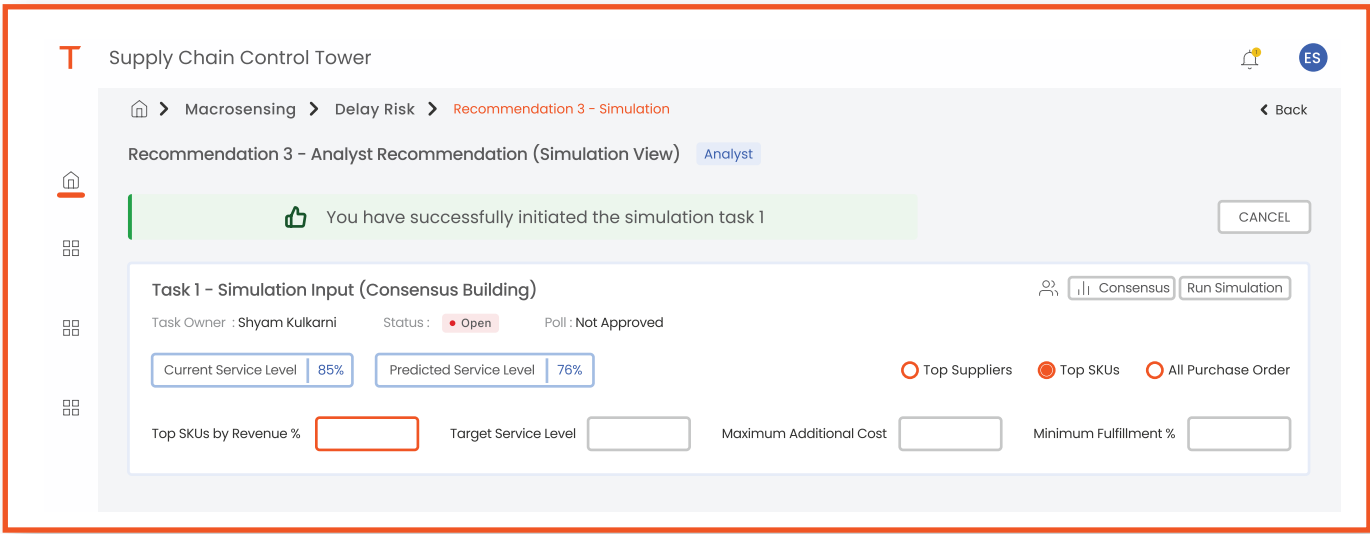 T Supply Chain Control Tower
ES
Macrosensing Delay Risk Recommendation 3 - Simulation
Back
Recommendation 3 - Analyst Recommendation (Simulation View) Analyst
You have successfully initiated the simulation task 1
CANCEL
Task 1 - Simulation Input (Consensus Building)
Consensus Run Simulation
Task Owner : Shyam Kulkarni Status : Open Poll : Not Approved
Current Service Level 85% Predicted Service Level 76%
Top Suppliers Top SKUs All Purchase Order
Top SKUs by Revenue % Target Service Level Maximum Additional Cost Minimum Fulfillment %